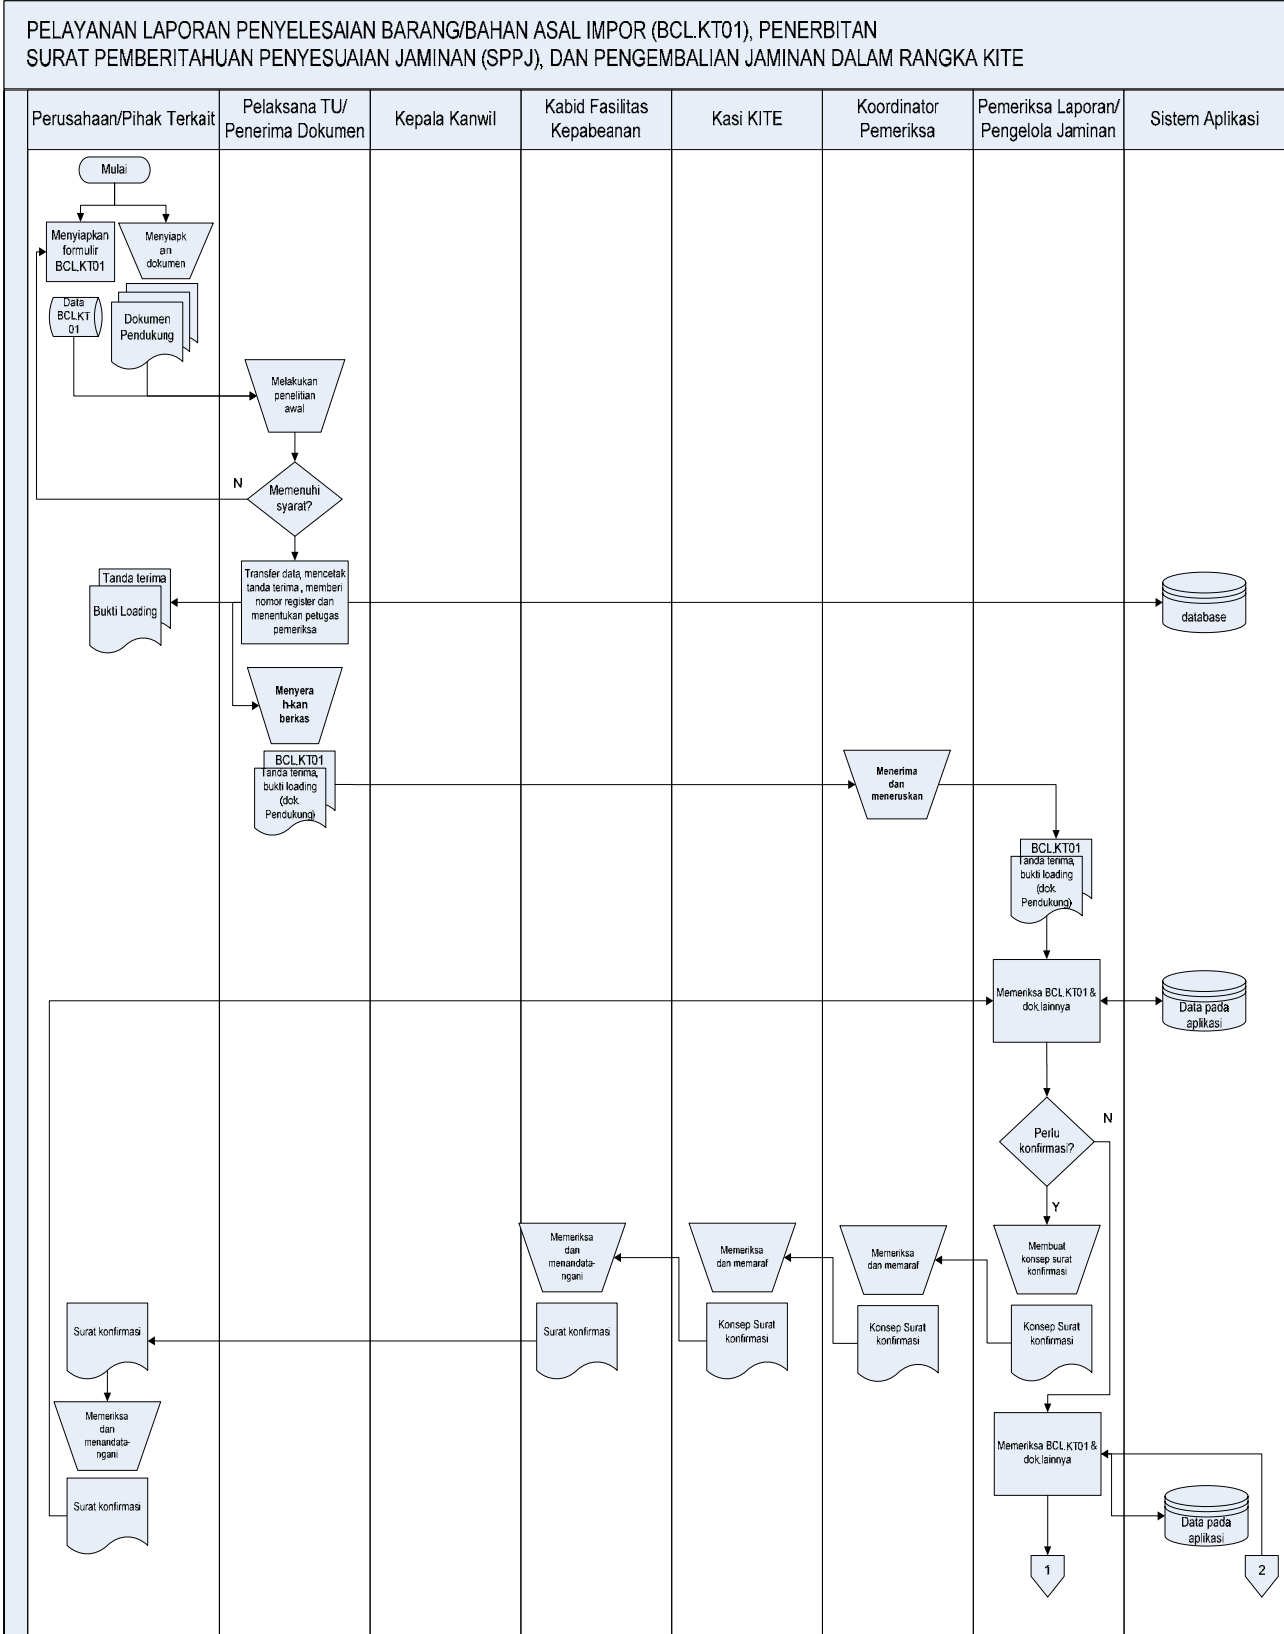 PELAYANAN LAPORAN PENYELESAIAN BARANG/BAHAN ASAL IMPOR (BCL.KT01), PENERBITAN
SURAT PEMBERITAHUAN PENYESUAIAN JAMINAN (SPPJ), DAN PENGEMBALIAN JAMINAN DALAM RANGKA KITE
Perusahaan/Pihak Terkait
Pelaksana TU/
Penerima Dokumen
Kepala Kanwil
Kabid Fasilitas
Kepabeanan
Kasi KITE
Koordinator
Pemeriksa
Pemeriksa Laporan/
Pengelola Jaminan
Sistem Aplikasi
Mulai
Menyiapkan
formulir
BCL.KT01
Menyiapk
an
dokumen
Data
BCL.KT
01
Dokumen
Pendukung
Melakukan
penelitian
awal
N
Memenuhi
syarat?
Tanda terima
Bukti Loading
Transfer data, mencetak
tanda terima , memberi
nomor register dan
menentukan petugas
pemeriksa
database
Menyera
h-kan
berkas
BCL.KT01
Tanda terima,
bukti loading
(dok.
Pendukung)
Menerima
dan
meneruskan
BCL.KT01
Tanda terima,
bukti loading
(dok.
Pendukung)
Memeriksa BCL.KT01 &
dok.lainnya
Data pada
aplikasi
Perlu
konfirmasi?
N
Y
Memeriksa
dan
menandata-
ngani
Memeriksa
dan memaraf
Memeriksa
dan memaraf
Membuat
konsep surat
konfirmasi
Surat konfirmasi
Surat konfirmasi
Konsep Surat
konfirmasi
Konsep Surat
konfirmasi
Konsep Surat
konfirmasi
Memeriksa
dan
menandata-
ngani
Memeriksa BCL.KT01 &
dok.lainnya
Surat konfirmasi
Data pada
aplikasi
1
2